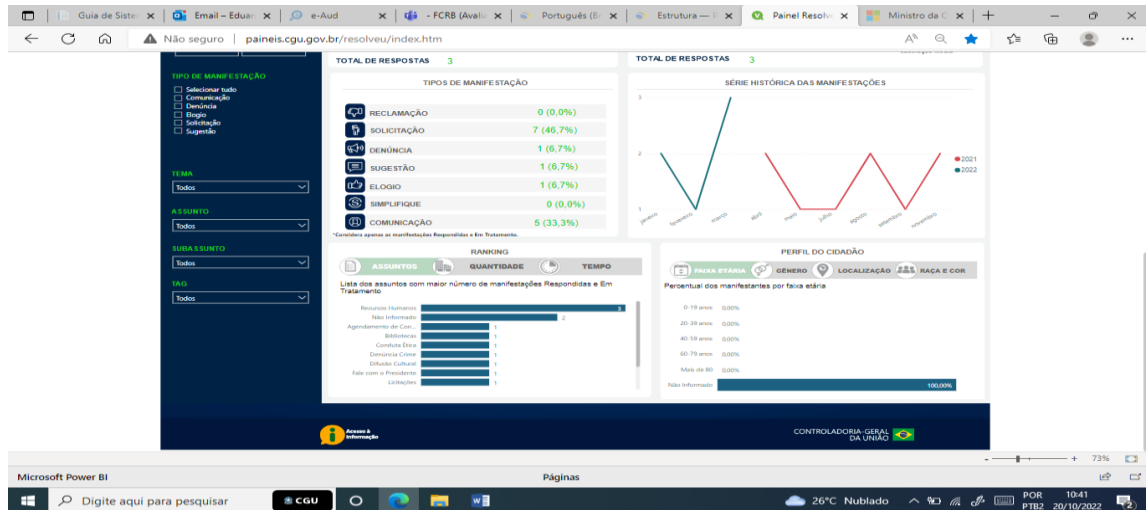 Guia de Sister
Email – Eduar
e-Aud
- FCRB (Avalia
Português (B
Estrutura —
Painel Resolv
Ministro da C
Não seguro | paineis.cgu.gov.br/resolveu/index.htm
TOTAL DE RESPOSTAS 3
TOTAL DE RESPOSTAS 3
TIPO DE MANIFESTAÇÃO
Selecionar tudo
Comunicação
Denúncia
Elogio
Solicitação
Sugestão
TEMA
Todos
ASSUNTO
Todos
SUBASSUNTO
Todos
TAG
Todos
TIPOS DE MANIFESTAÇÃO
RECLAMAÇÃO 0 (0,0%)
SOLICITAÇÃO 7 (46,7%)
DENÚNCIA 1 (6,7%)
SUGESTÃO 1 (6,7%)
ELOGIO 1 (6,7%)
SIMPLIFIQUE 0 (0,0%)
COMUNICAÇÃO 5 (33,3%)
*Considera apenas as manifestações Respondidas e Em Tratamento.
SÉRIE HISTÓRICA DAS MANIFESTAÇÕES
3
2
1
janeiro fevereiro março abril maio julho agosto setembro novembro
2021
2022
RANKING
ASSUNTOS QUANTIDADE TEMPO
Lista dos assuntos com maior número de manifestações Respondidas e Em
Tratamento
Recursos Humanos 3
Não Informado 2
Agendamento de Con... 1
Bibliotecas 1
Conduta Ética 1
Denúncia Crime 1
Difusão Cultural 1
Fale com o Presidente 1
Licitações 1
PERFIL DO CIDADÃO
FAIXA ETÁRIA GÊNERO LOCALIZAÇÃO RAÇA E COR
Percentual dos manifestantes por faixa etária
0-19 anos 0,00%
20-39 anos 0,00%
40-59 anos 0,00%
60-79 anos 0,00%
Mais de 80 0,00%
Não Informado 100,00%
Acesso à
Informação
CONTROLADORIA-GERAL
DA UNIÃO
- + 73%
Microsoft Power BI
Páginas
Digite aqui para pesquisar
CGU
26°C Nublado
POR
PTB2
10:41
20/10/2022
2